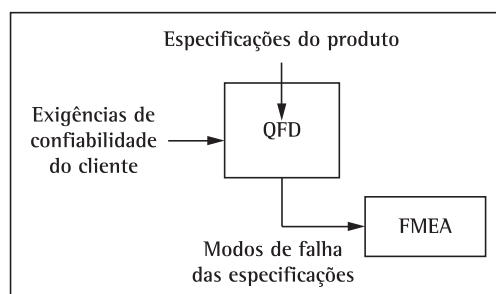 Especificações do produto
Exigências de
confiabilidade
do cliente
QFD
FMEA
Modos de falha
das especificações